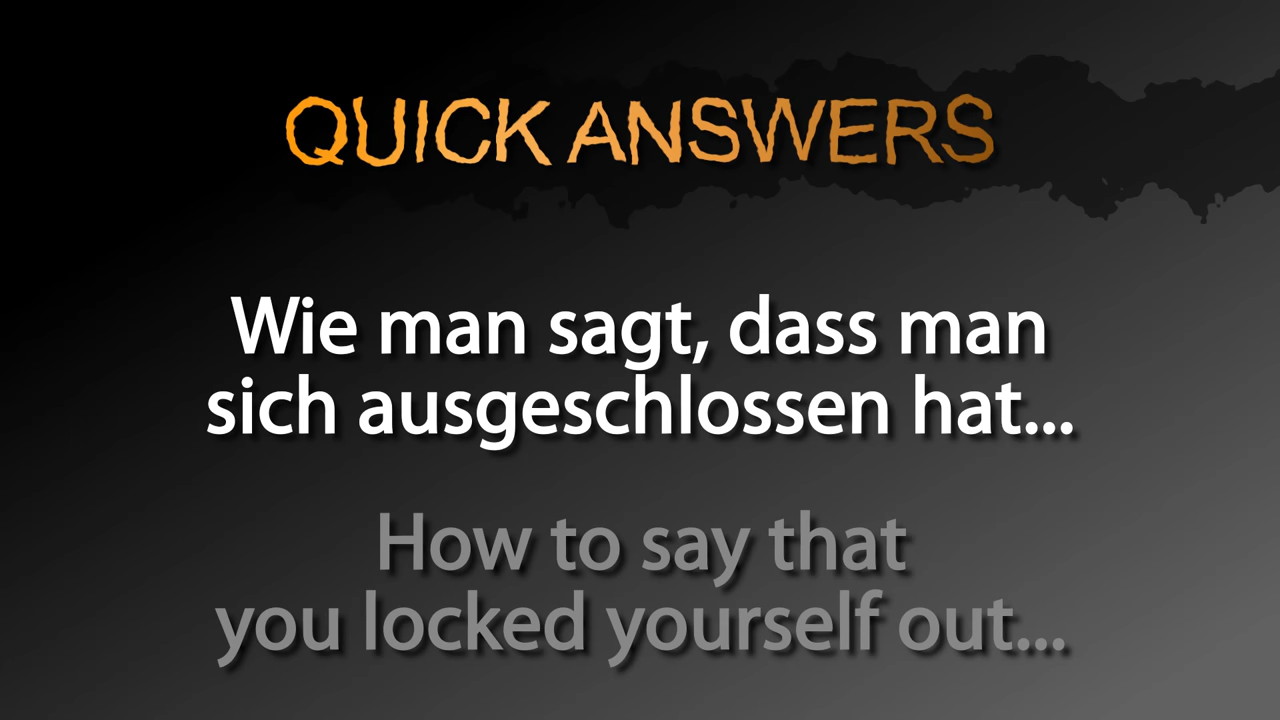 QUICK ANSWERS
Wie man sagt, dass man
sich ausgeschlossen hat...
How to say that
you locked yourself out...